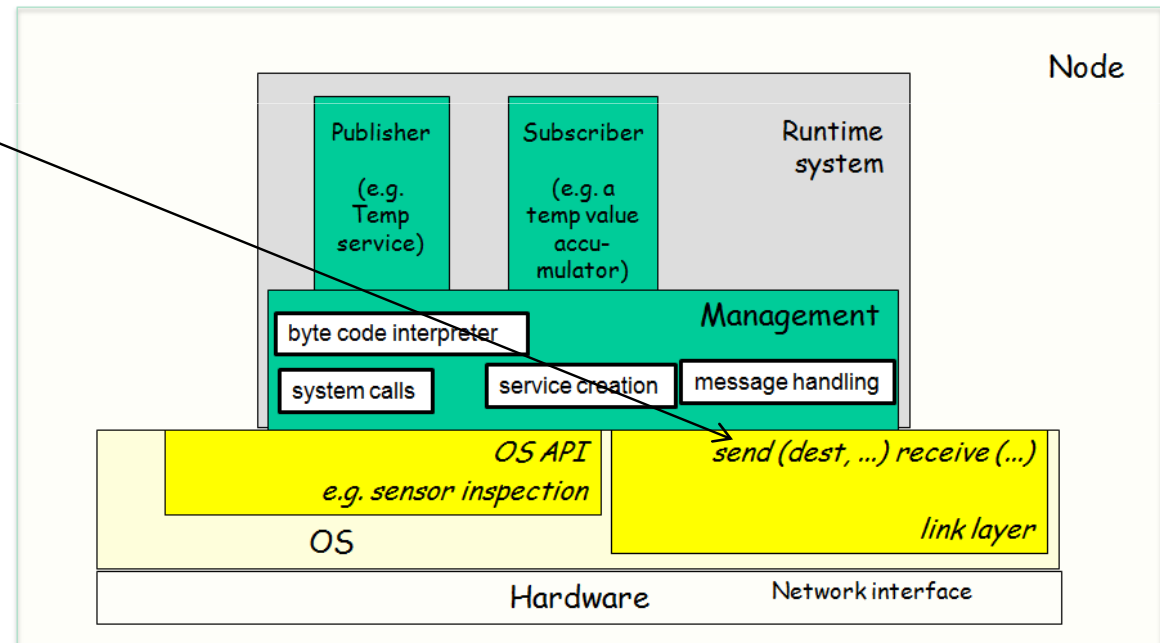 Node
Publisher
(e.g.
Temp
service)
Subscriber
(e.g. a
temp value
accu-
mulator)
Runtime
system
Management
byte code interpreter
system calls
service creation
message handling
OS API
e.g. sensor inspection
send (dest, ...) receive (...)
link layer
OS
Hardware
Network interface